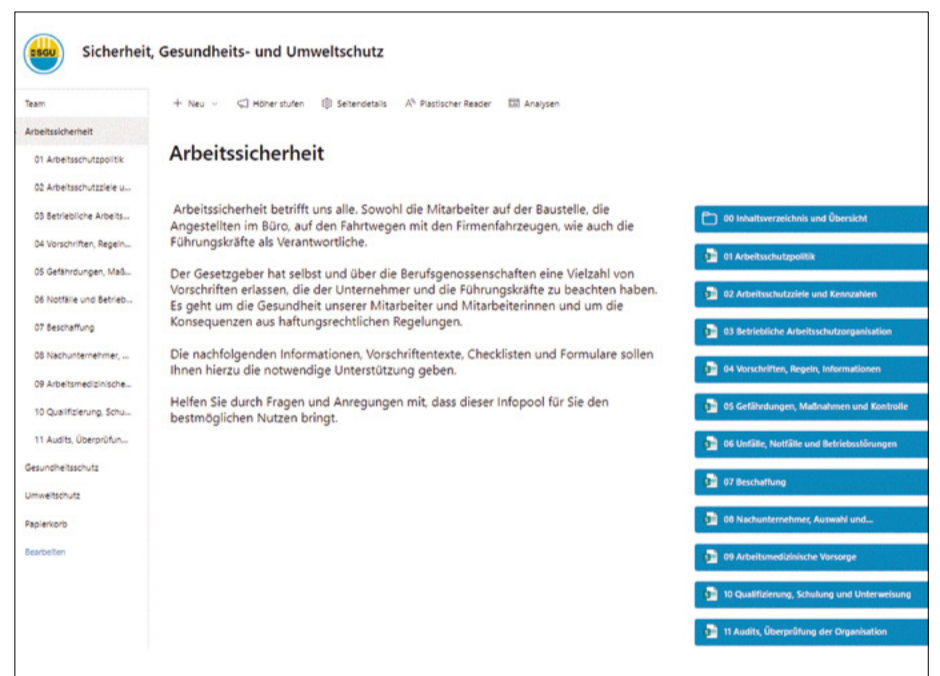 SGU
Sicherheit, Gesundheits- und Umweltschutz
Team
Arbeitssicherheit
01 Arbeitsschutzpolitik
02 Arbeitsschutzziele u...
03 Betriebliche Arbeits...
04 Vorschriften, Regeln...
05 Gefährdungen, Maß...
06 Notfälle und Betrieb...
07 Beschaffung
08 Nachunternehmer, ...
09 Arbeitsmedizinische...
10 Qualifizierung, Schu...
11 Audits, Überprüfun...
Gesundheitsschutz
Umweltschutz
Papierkorb
Bearbeiten
+ Neu
Höher stufen
Seitendetails
Plastischer Reader
Analysen
Arbeitssicherheit
Arbeitssicherheit betrifft uns alle. Sowohl die Mitarbeiter auf der Baustelle, die
Angestellten im Büro, auf den Fahrtwegen mit den Firmenfahrzeugen, wie auch die
Führungskräfte als Verantwortliche.
Der Gesetzgeber hat selbst und über die Berufsgenossenschaften eine Vielzahl von
Vorschriften erlassen, die der Unternehmer und die Führungskräfte zu beachten haben.
Es geht um die Gesundheit unserer Mitarbeiter und Mitarbeiterinnen und um die
Konsequenzen aus haftungsrechtlichen Regelungen.
Die nachfolgenden Informationen, Vorschriftentexte, Checklisten und Formulare sollen
Ihnen hierzu die notwendige Unterstützung geben.
Helfen Sie durch Fragen und Anregungen mit, dass dieser Infopool für Sie den
bestmöglichen Nutzen bringt.
00 Inhaltsverzeichnis und Übersicht
01 Arbeitsschutzpolitik
02 Arbeitsschutzziele und Kennzahlen
03 Betriebliche Arbeitsschutzorganisation
04 Vorschriften, Regeln, Informationen
05 Gefährdungen, Maßnahmen und Kontrolle
06 Unfälle, Notfälle und Betriebsstörungen
07 Beschaffung
08 Nachunternehmer, Auswahl und...
09 Arbeitsmedizinische Vorsorge
10 Qualifizierung, Schulung und Unterweisung
11 Audits, Überprüfung der Organisation